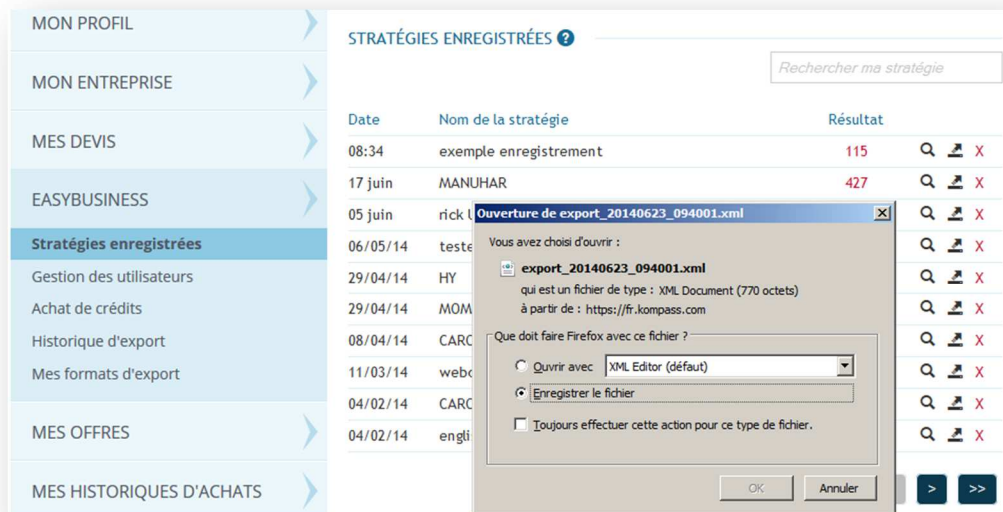 MON PROFIL
MON ENTREPRISE
MES DEVIS
EASYBUSINESS
Stratégies enregistrées
Gestion des utilisateurs
Achat de crédits
Historique d'export
Mes formats d'export
MES OFFRES
MES HISTORIQUES D'ACHATS
STRATÉGIES ENREGISTRÉES ?
Rechercher ma stratégie
Date Nom de la stratégie Résultat
08:34 exemple enregistrement 115 X
17 juin MANUHAR 427 X
05 juin rick X
06/05/14 teste X
29/04/14 HY X
29/04/14 MOM X
08/04/14 CARO X
11/03/14 X
04/02/14 CARO X
04/02/14 engli X
> >>
Ouverture de export_20140623_094001.xml
Vous avez choisi d'ouvrir :
export_20140623_094001.xml
qui est un fichier de type : XML Document (770 octets)
à partir de : https://fr.kompass.com
Que doit faire Firefox avec ce fichier ?
Ouvrir avec XML Editor (défaut)
Enregistrer le fichier
Toujours effectuer cette action pour ce type de fichier.
OK Annuler